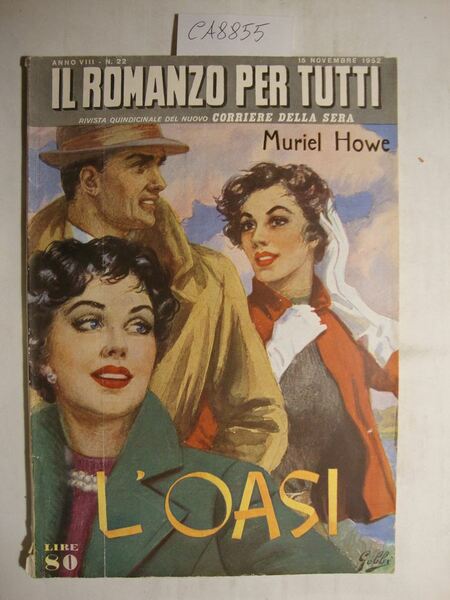 CA8855
ANNO VIII - N. 22 15 NOVEMBRE 1952
IL ROMANZO PER TUTTI
RIVISTA QUINDICINALE DEL NUOVO CORRIERE DELLA SERA
Muriel Howe
L'OASI
LIRE
80